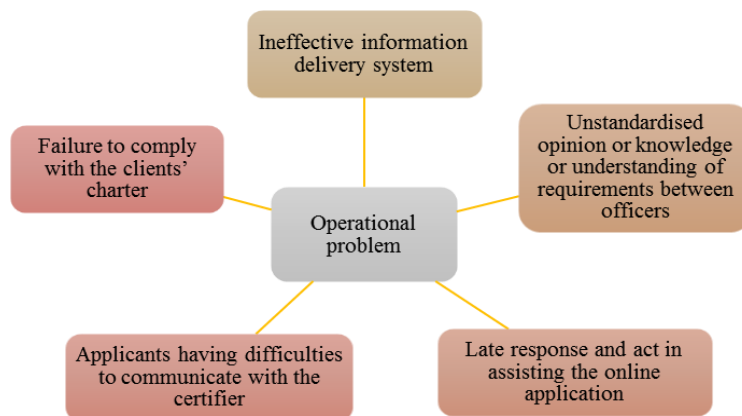 Ineffective information
delivery system
Failure to comply
with the clients'
charter
Unstandardised
opinion or knowledge
or understanding of
requirements between
officers
Operational
problem
Applicants having difficulties
to communicate with the
certifier
Late response and act in
assisting the online
application